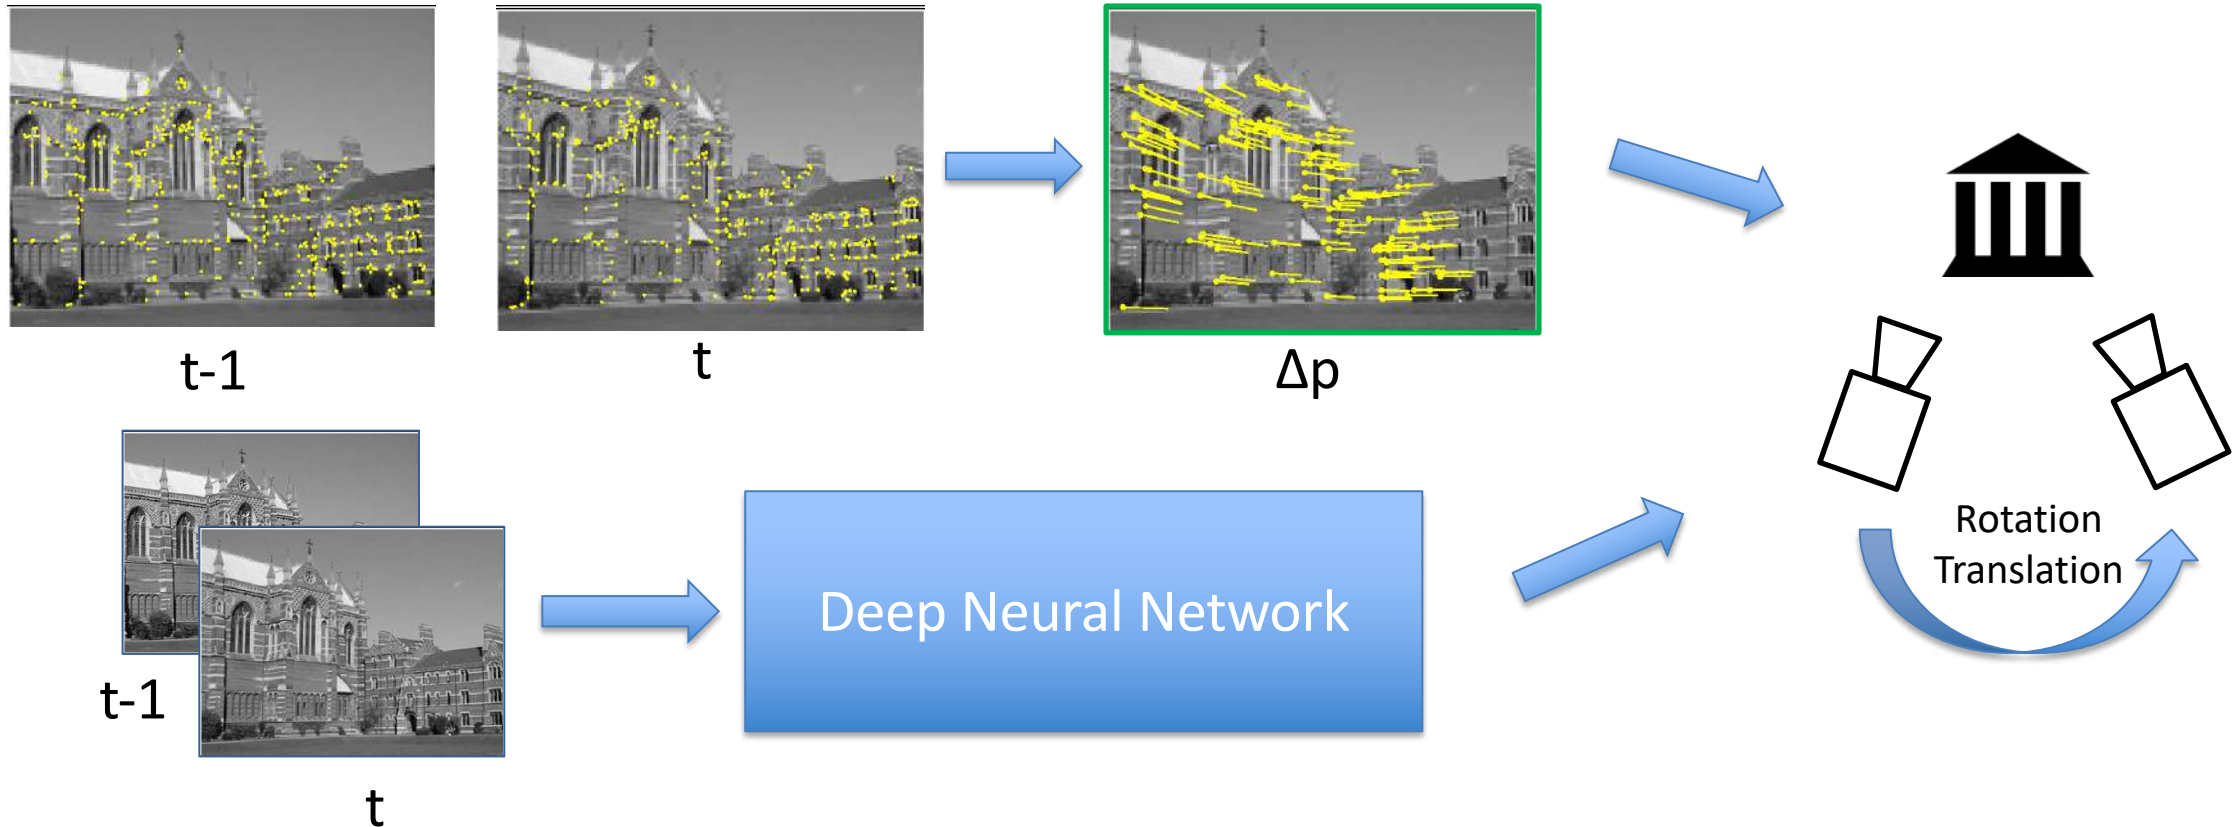 t-1
t
Δp
t-1
t
Deep Neural Network
Rotation
Translation